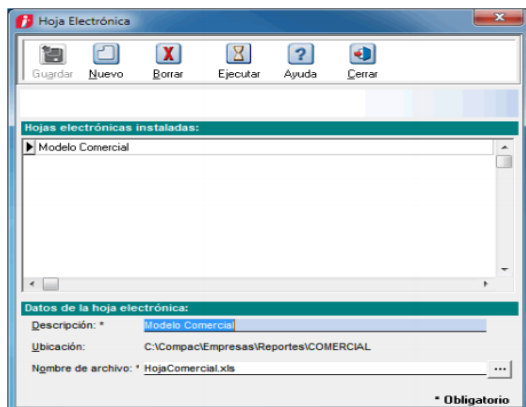 Hoja Electrónica
Guardar Nuevo Borrar Ejecutar Ayuda Cerrar
Hojas electrónicas instaladas:
Modelo Comercial
Datos de la hoja electrónica:
Descripción: * Modelo Comercial
Ubicación: C:\Compac\Empresas\Reportes\COMERCIAL
Nombre de archivo: * HojaComercial.xls ...
* Obligatorio